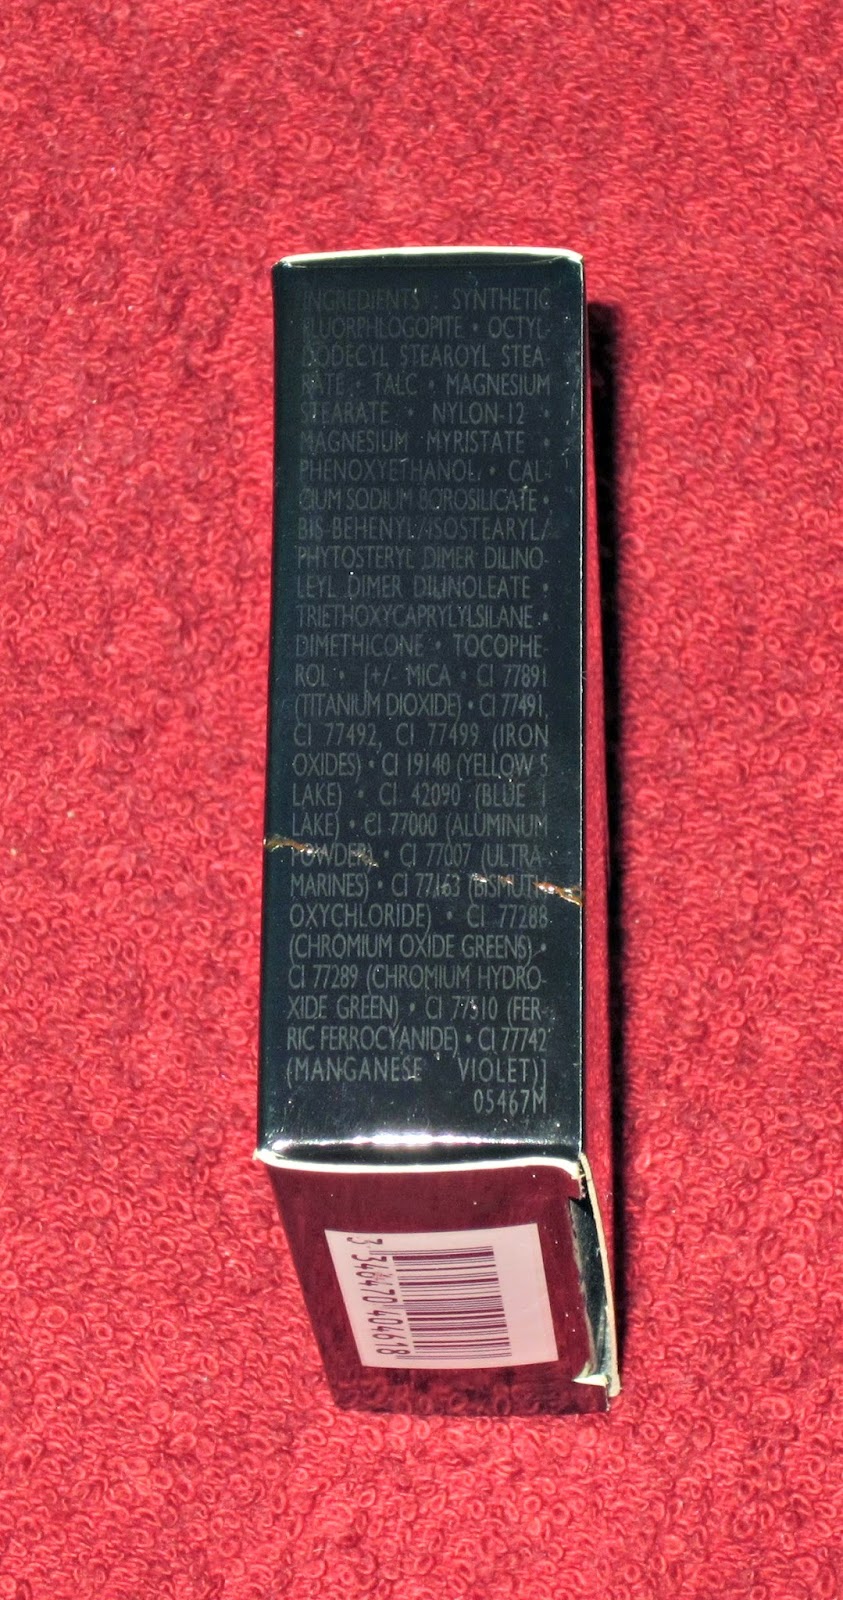 INGREDIENTS : SYNTHETIC
FLUORPHLOGOPITE • OCTYL-
DODECYL STEAROYL STEA-
RATE • TALC • MAGNESIUM
STEARATE • NYLON-12 •
MAGNESIUM MYRISTATE •
PHENOXYETHANOL • CAL-
CIUM SODIUM BOROSILICATE •
BIS-BEHENYL/ISOSTEARYL/
PHYTOSTERYL DIMER DILINO-
LEYL DIMER DILINOLEATE •
TRIETHOXYCAPRYLYLSILANE •
DIMETHICONE • TOCOPHE-
ROL • [+/- MICA • CI 77891
(TITANIUM DIOXIDE) • CI 77491,
CI 77492, CI 77499 (IRON
OXIDES) • CI 19140 (YELLOW 5
LAKE) • CI 42090 (BLUE 1
LAKE) • CI 77000 (ALUMINUM
POWDER) • CI 77007 (ULTRA-
MARINES) • CI 77163 (BISMUTH
OXYCHLORIDE) • CI 77288
(CHROMIUM OXIDE GREENS) •
CI 77289 (CHROMIUM HYDRO-
XIDE GREEN) • CI 77510 (FER-
RIC FERROCYANIDE) • CI 77742
(MANGANESE VIOLET)]
05467M
3 346470 404618